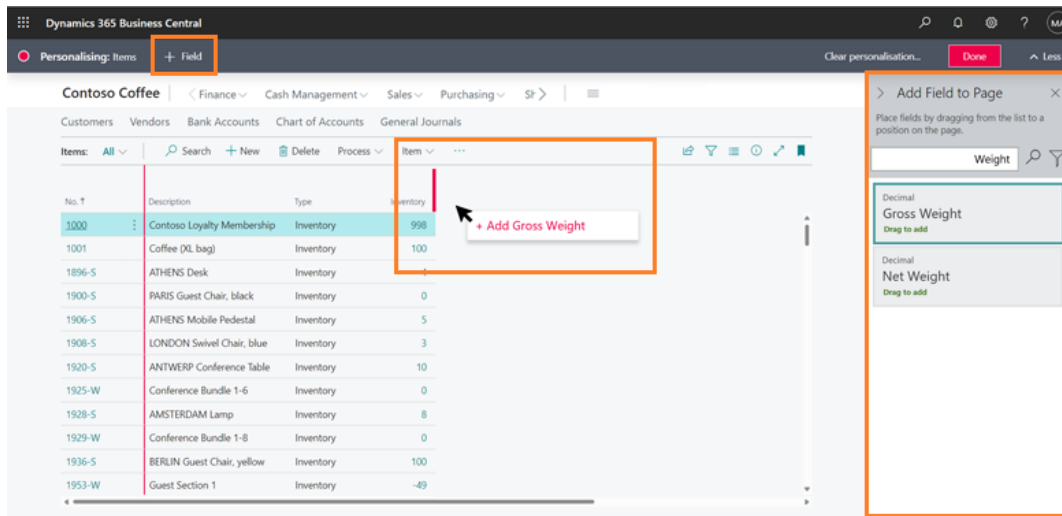 Dynamics 365 Business Central ?
Personalising: Items + Field Clear personalisation... Done Less
Contoso Coffee Finance Cash Management Sales Purchasing
Add Field to Page
Place fields by dragging from the list to a
position on the page.
Customers Vendors Bank Accounts Chart of Accounts General Journals
Items: All Search + New Delete Process Item ...
Weight
No. ↑ Description Type Inventory
1000 Contoso Loyalty Membership Inventory 998
+ Add Gross Weight
1001 Coffee (XL bag) Inventory 100
1896-S ATHENS Desk Inventory
1900-S PARIS Guest Chair, black Inventory 0
1906-S ATHENS Mobile Pedestal Inventory 5
1908-S LONDON Swivel Chair, blue Inventory 3
1920-S ANTWERP Conference Table Inventory 10
1925-W Conference Bundle 1-6 Inventory 0
1928-S AMSTERDAM Lamp Inventory 8
1929-W Conference Bundle 1-8 Inventory 0
1936-S BERLIN Guest Chair, yellow Inventory 100
1953-W Guest Section 1 Inventory -49
Decimal
Gross Weight
Drag to add
Decimal
Net Weight
Drag to add